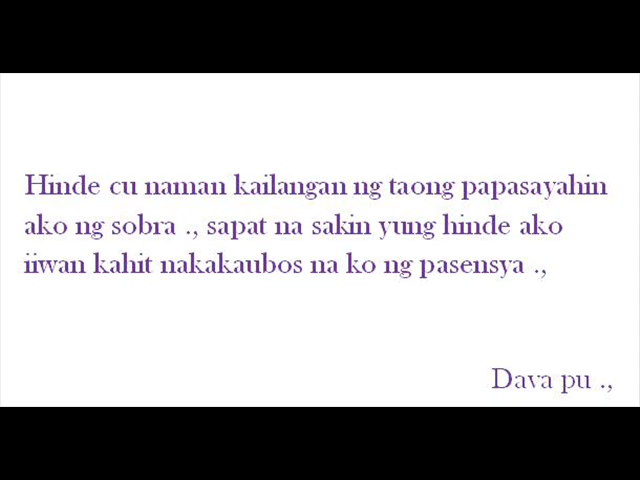 Hinde cu naman kailangan ng taong papasayahin
ako ng sobra ., sapat na sakin yung hinde ako
iiwan kahit nakakaubos na ko ng pasensya .,
Dava pu .,